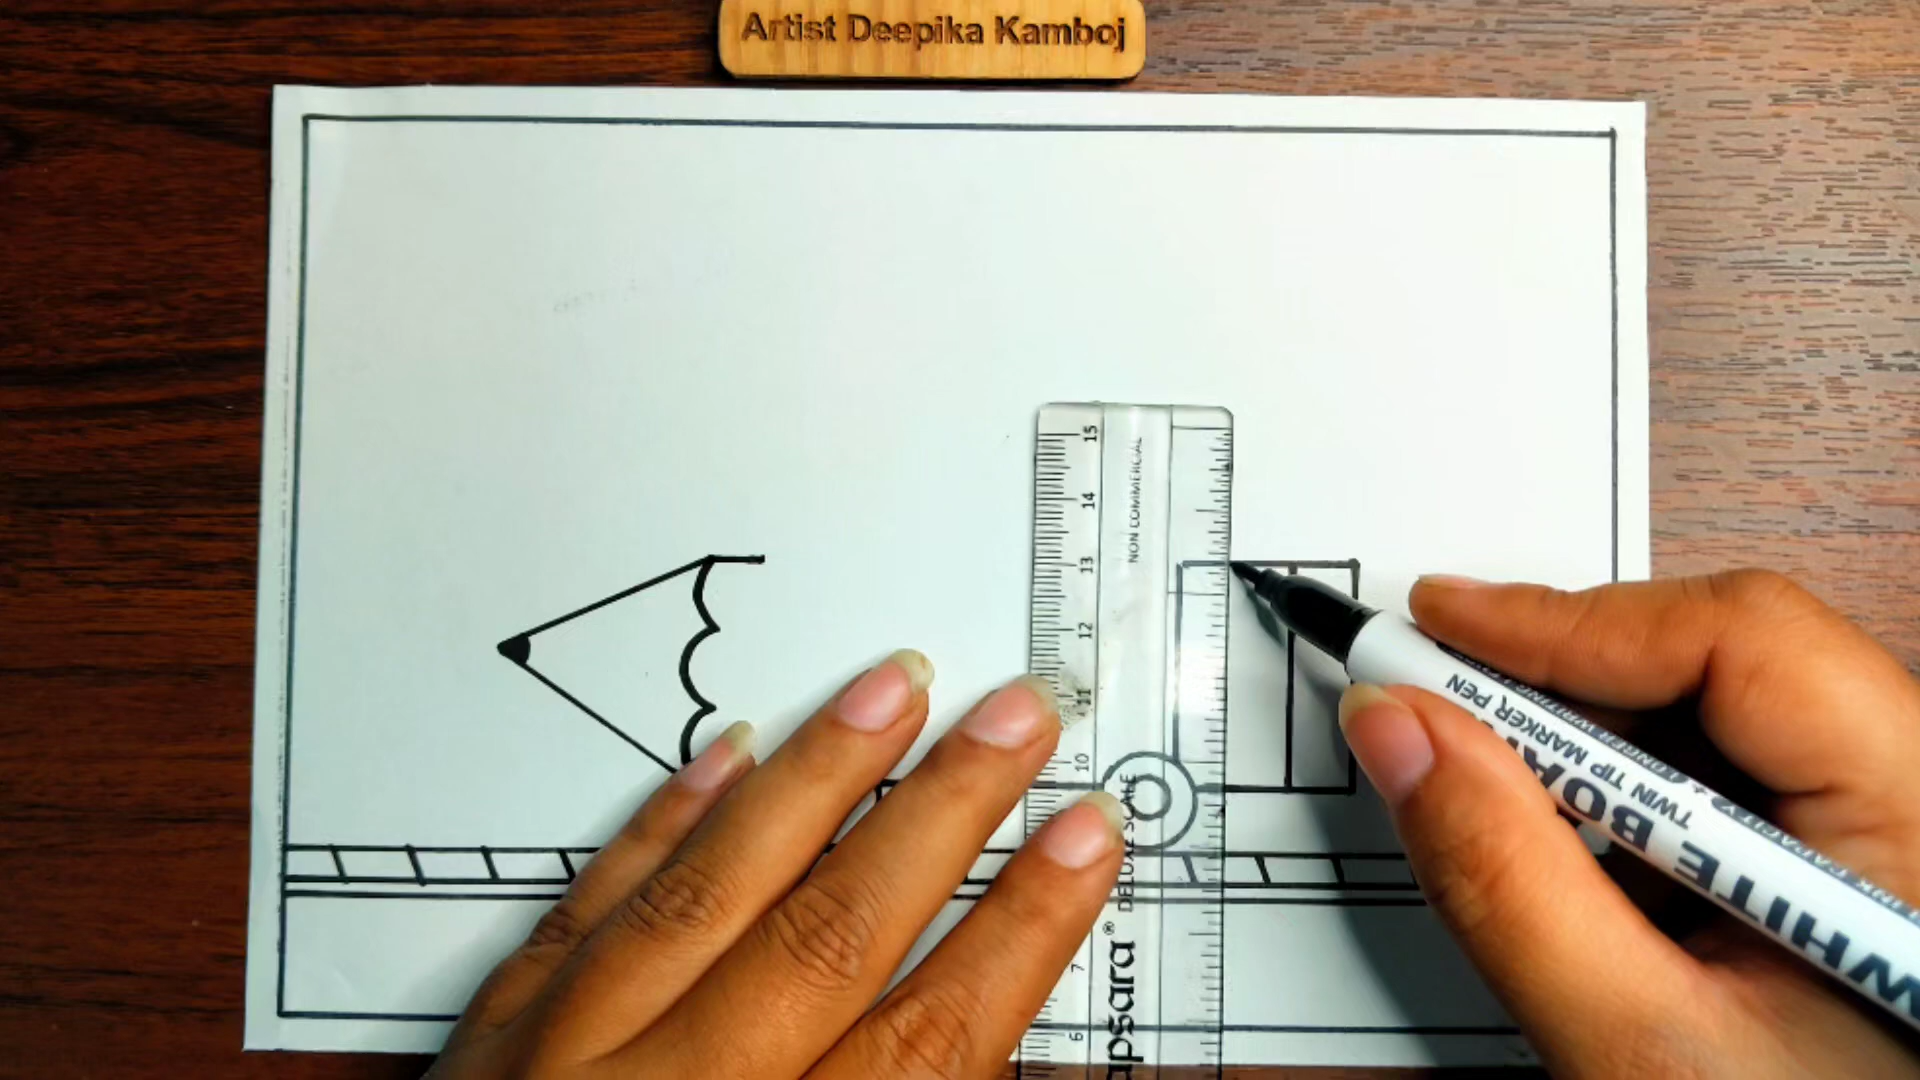 Artist Deepika Kamboj
15
14
13
12
11
10
7
6
NON COMMERCIAL
DELUXE SCALE
apsara®
WHITE BOA
TWIN TIP MARKER PEN